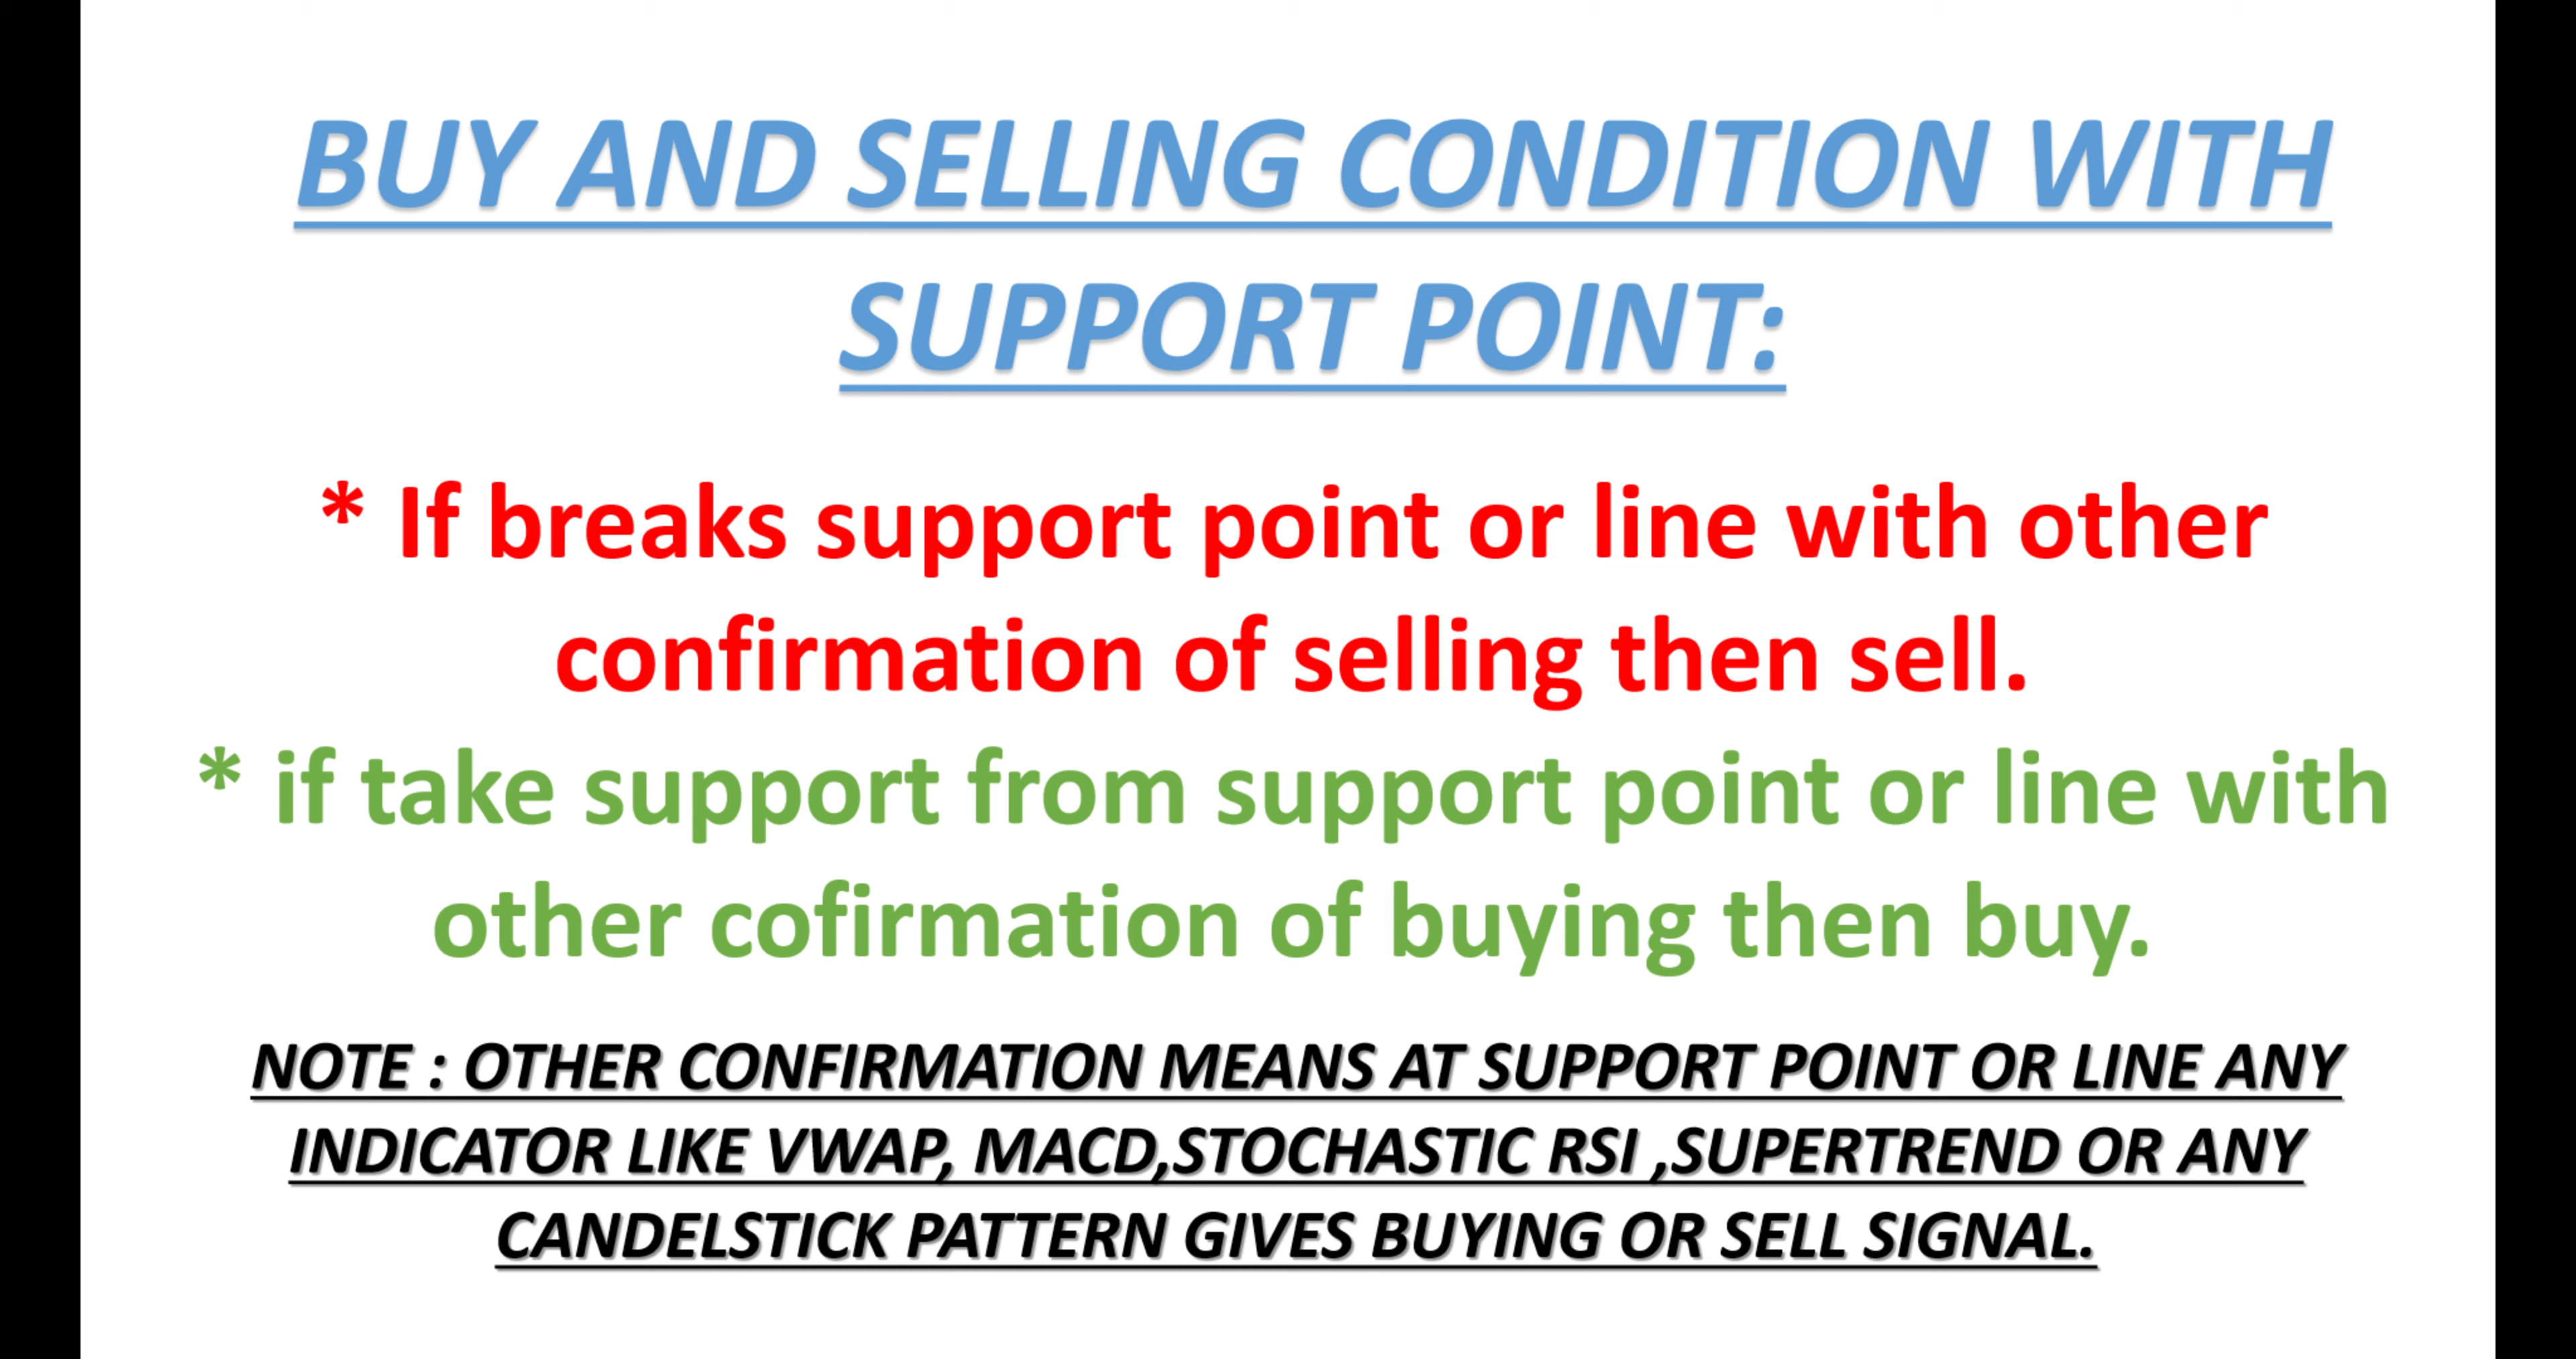 BUY AND SELLING CONDITION WITH
SUPPORT POINT:
* If breaks support point or line with other
confirmation of selling then sell.
* if take support from support point or line with
other cofirmation of buying then buy.
NOTE : OTHER CONFIRMATION MEANS AT SUPPORT POINT OR LINE ANY
INDICATOR LIKE VWAP, MACD,STOCHASTIC RSI ,SUPERTREND OR ANY
CANDELSTICK PATTERN GIVES BUYING OR SELL SIGNAL.